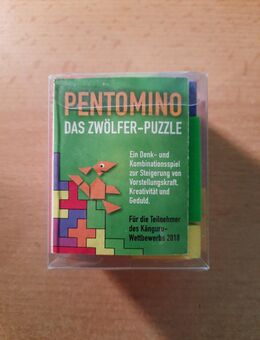 PENTOMINO
DAS ZWÖLFER-PUZZLE
Ein Denk- und
Kombinationsspiel
zur Steigerung von
Vorstellungskraft,
Kreativität und
Geduld.
Für die Teilnehmer
des Känguru-
Wettbewerbs 2018